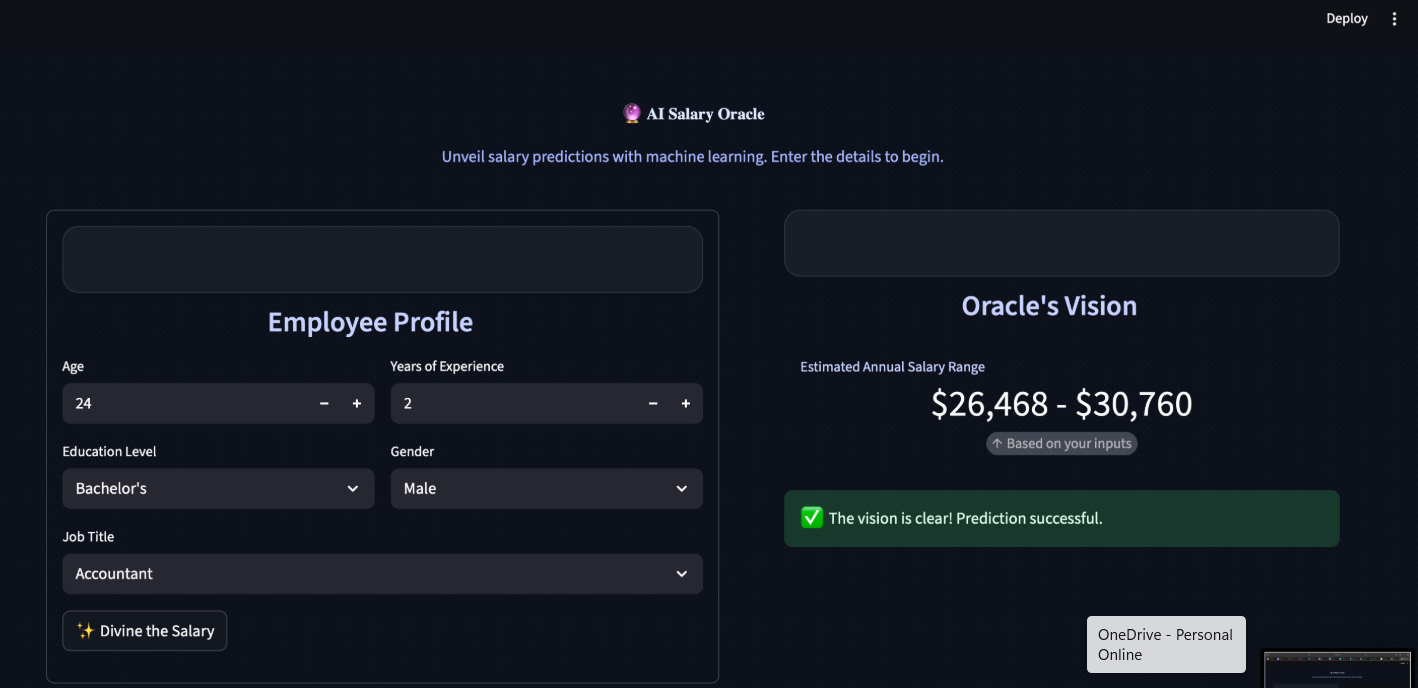 Deploy
🔮 AI Salary Oracle
Unveil salary predictions with machine learning. Enter the details to begin.
Employee Profile
Age
Years of Experience
24
2
Education Level
Gender
Bachelor's
Male
Job Title
Accountant
✨ Divine the Salary
Oracle's Vision
Estimated Annual Salary Range
$26,468 - $30,760
↑ Based on your inputs
✅ The vision is clear! Prediction successful.
OneDrive - Personal
Online